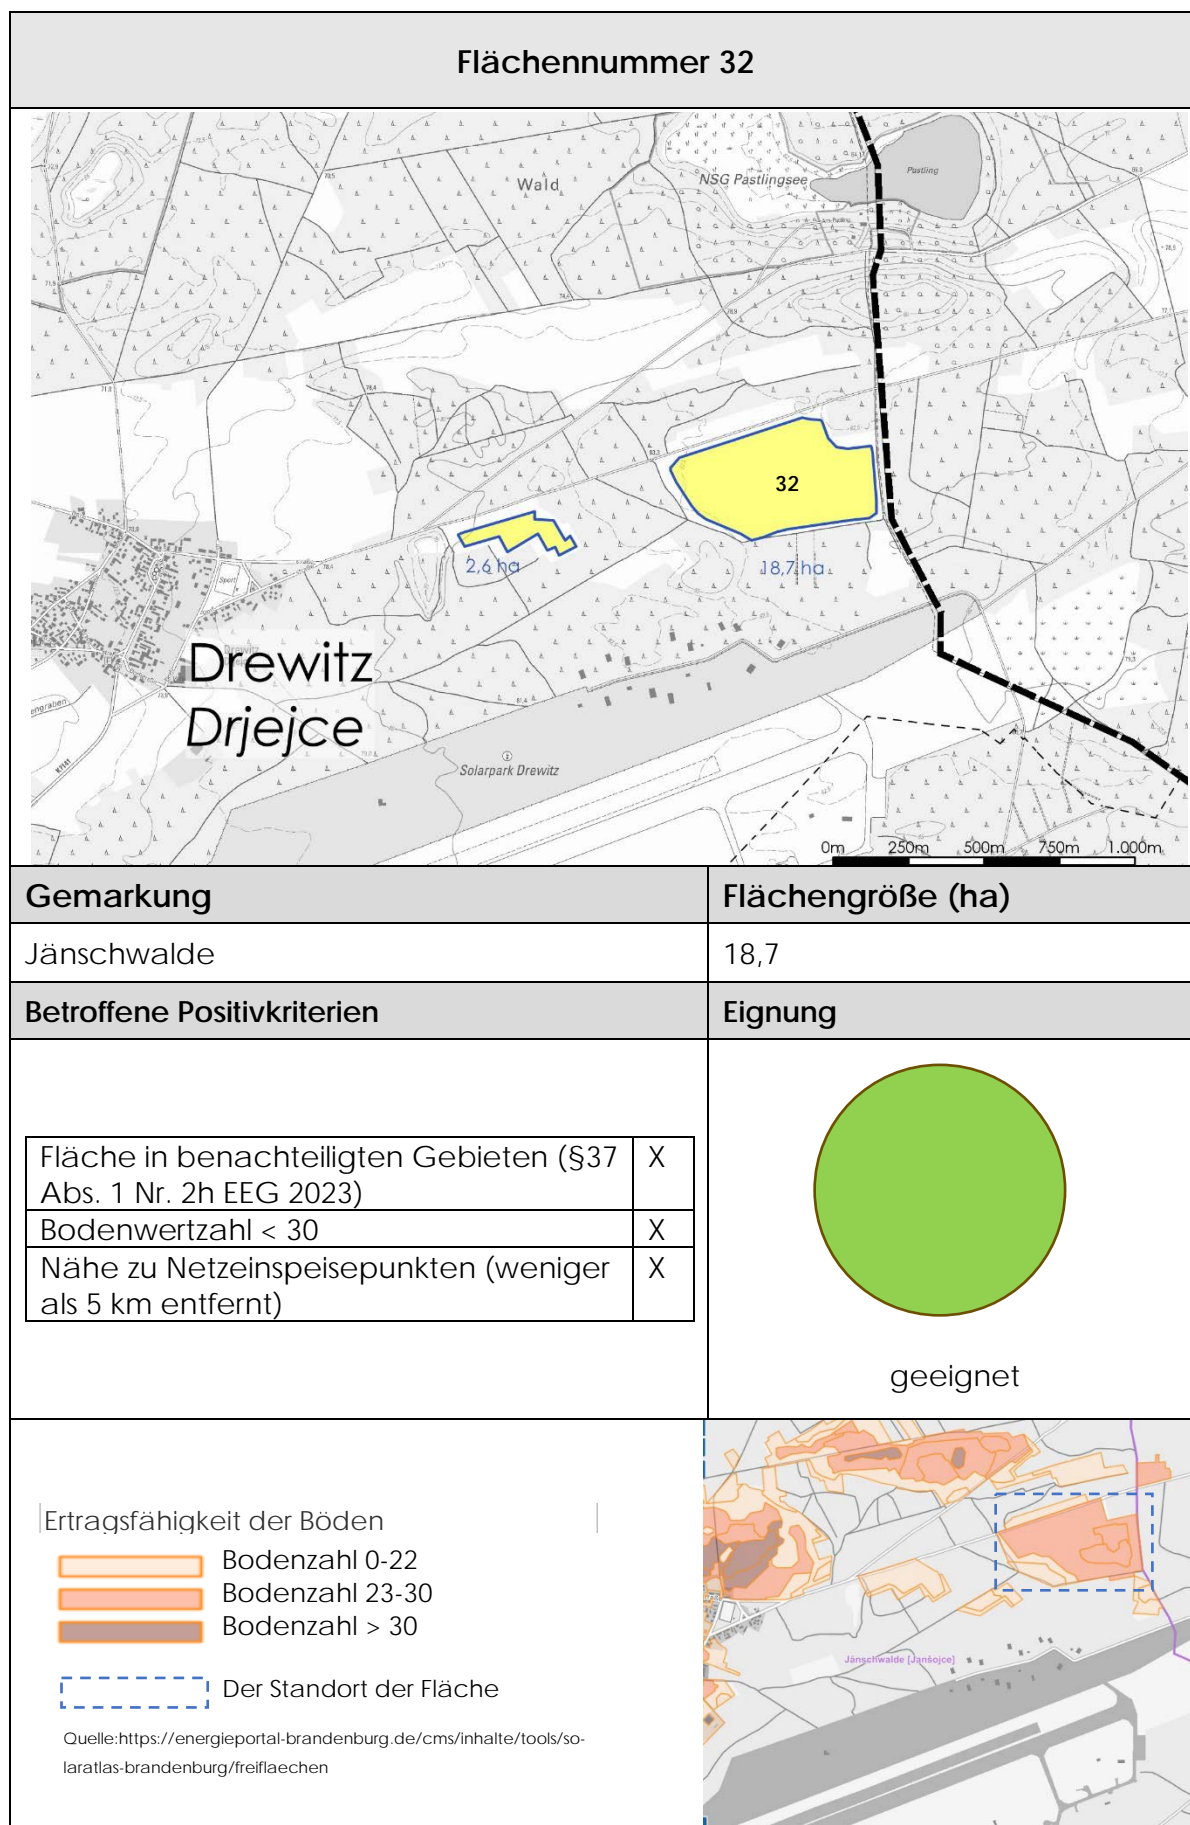 Flächennummer 32
Wald
NSG Pastlingsee
Pastling
32
2,6 ha
18,7 ha
Sport
Drewitz
Drjejce
Solarpark Drewitz
K7141
0m 250m 500m 750m 1.000m
Gemarkung
Flächengröße (ha)
Jänschwalde
18,7
Betroffene Positivkriterien
Eignung
Fläche in benachteiligten Gebieten (§37 X
Abs. 1 Nr. 2h EEG 2023)
Bodenwertzahl < 30 X
Nähe zu Netzeinspeisepunkten (weniger X
als 5 km entfernt)
geeignet
Ertragsfähigkeit der Böden
Bodenzahl 0-22
Bodenzahl 23-30
Bodenzahl > 30
Der Standort der Fläche
Quelle:https://energieportal-brandenburg.de/cms/inhalte/tools/so-
laratlas-brandenburg/freiflaechen
Jänschwalde [Janšojce]